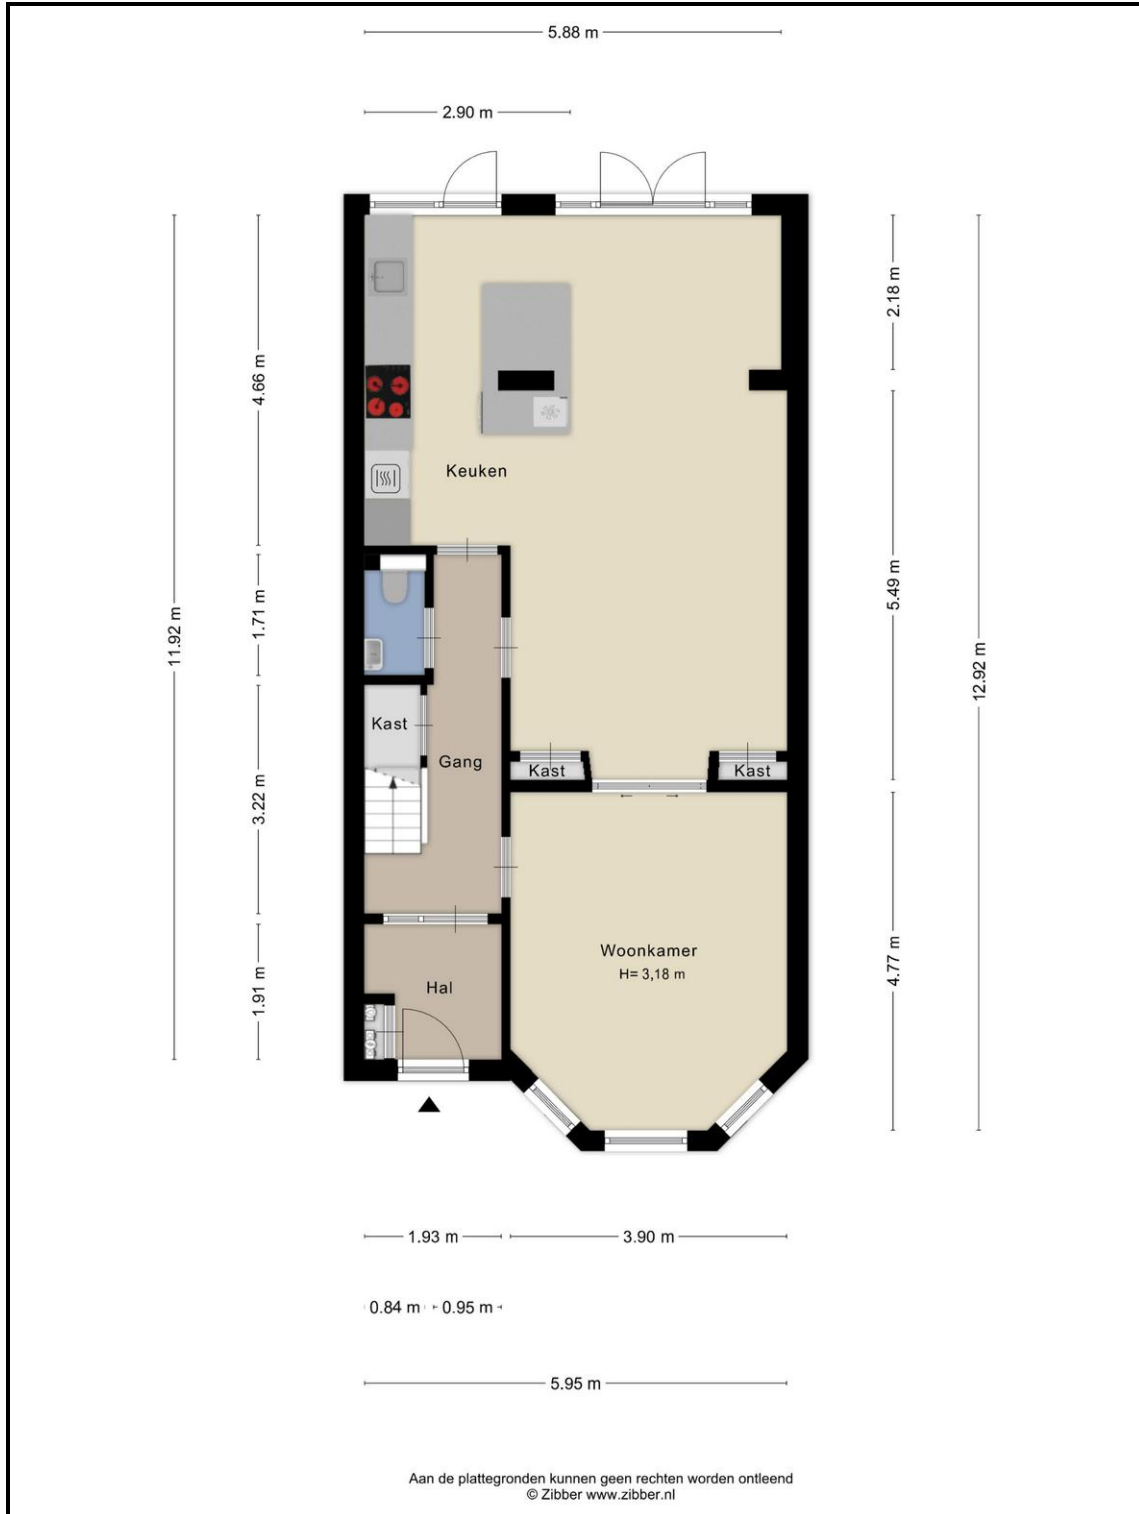 5.88 m
2.90 m
2.18 m
4.66 m
Keuken
5.49 m
1.71 m
11.92 m
12.92 m
Kast
Gang
Kast
Kast
3.22 m
Woonkamer
H= 3,18 m
4.77 m
Hal
1.91 m
1.93 m
3.90 m
0.84 m
0.95 m
5.95 m
Aan de plattegronden kunnen geen rechten worden ontleend
© Zibber www.zibber.nl